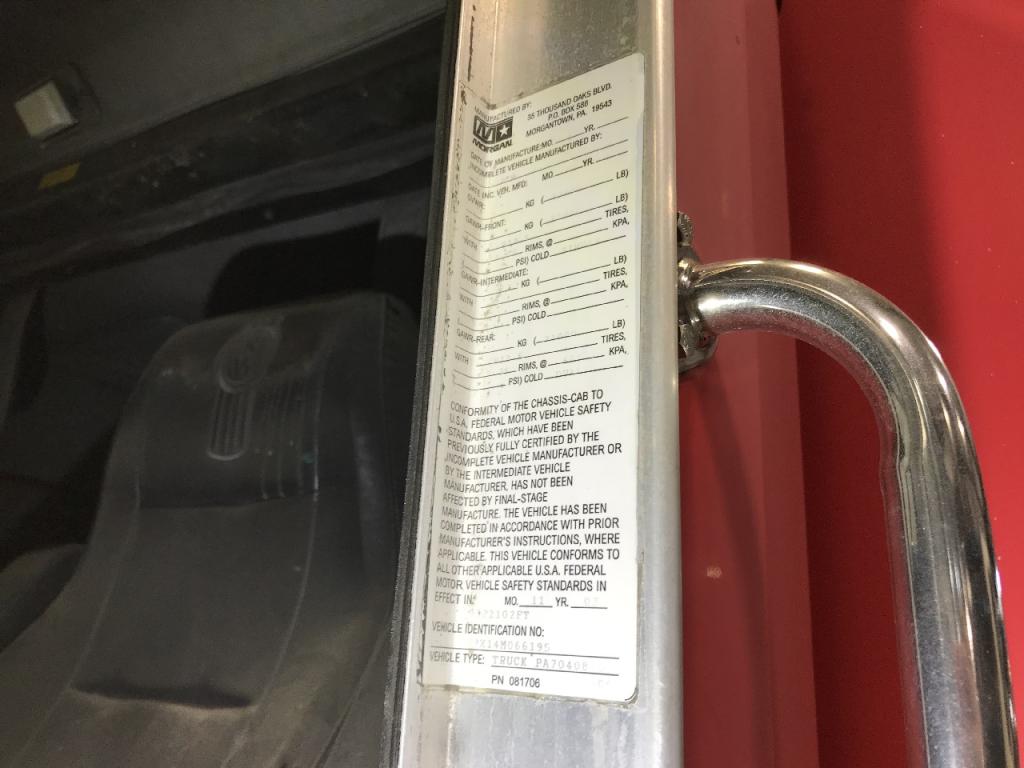 MANUFACTURED BY:
35 THOUSAND OAKS BLVD.
P.O. BOX 588
MORGANTOWN, PA. 19543
MORGAN
DATE OF MANUFACTURE: MO. YR.
INCOMPLETE VEHICLE MANUFACTURED BY:
DATE INC. VEH. MFD: MO. YR.
GVWR: KG ( LB)
GAWR-FRONT: KG ( LB)
WITH TIRES,
RIMS, @ KPA,
( PSI) COLD
GAWR-INTERMEDIATE: KG ( LB)
WITH TIRES,
RIMS, @ KPA,
( PSI) COLD
GAWR-REAR: KG ( LB)
WITH TIRES,
RIMS, @ KPA,
( PSI) COLD
CONFORMITY OF THE CHASSIS-CAB TO
U.S.A. FEDERAL MOTOR VEHICLE SAFETY
STANDARDS, WHICH HAVE BEEN
PREVIOUSLY, FULLY CERTIFIED BY THE
INCOMPLETE VEHICLE MANUFACTURER OR
BY THE INTERMEDIATE VEHICLE
MANUFACTURER, HAS NOT BEEN
AFFECTED BY FINAL-STAGE
MANUFACTURE. THE VEHICLE HAS BEEN
COMPLETED IN ACCORDANCE WITH PRIOR
MANUFACTURER'S INSTRUCTIONS, WHERE
APPLICABLE. THIS VEHICLE CONFORMS TO
ALL OTHER APPLICABLE U.S.A. FEDERAL
MOTOR VEHICLE SAFETY STANDARDS IN
EFFECT IN: MO. 11 YR.
VEHICLE IDENTIFICATION NO:
X14M066195
VEHICLE TYPE: TRUCK PA70408
PN 081706